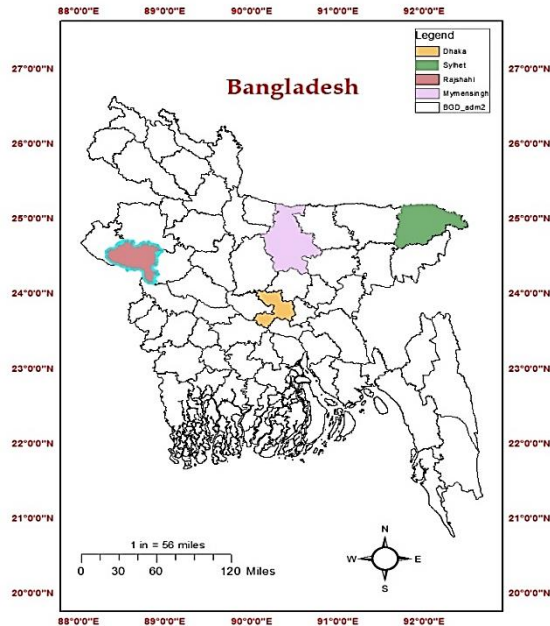 88°0'0"E 89°0'0"E 90°0'0"E 91°0'0"E 92°0'0"E
Legend
Dhaka
Sylhet
Rajshahi
Mymensingh
BGD_adm2
Bangladesh
27°0'0"N 27°0'0"N
26°0'0"N 26°0'0"N
25°0'0"N 25°0'0"N
24°0'0"N 24°0'0"N
23°0'0"N 23°0'0"N
22°0'0"N 22°0'0"N
21°0'0"N 21°0'0"N
20°0'0"N 20°0'0"N
1 in = 56 miles
0 30 60 120 Miles
N
W E
S
88°0'0"E 89°0'0"E 90°0'0"E 91°0'0"E 92°0'0"E